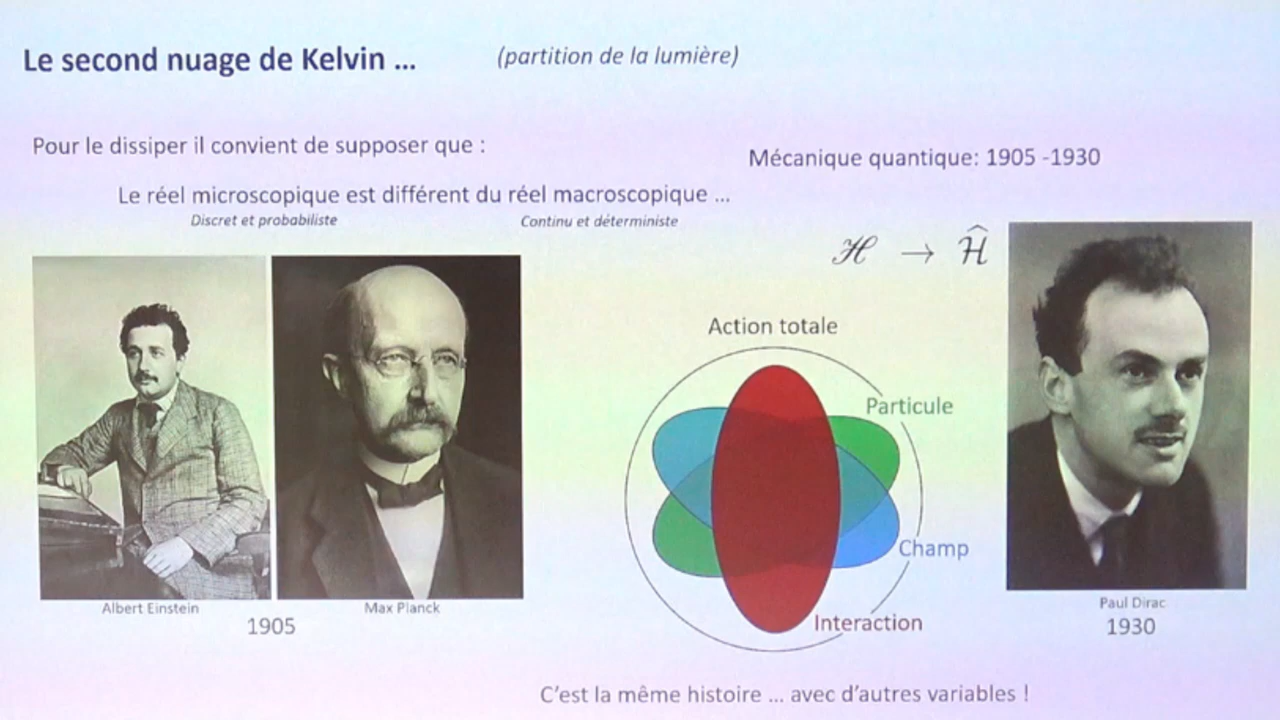 Le second nuage de Kelvin ...
(partition de la lumière)
Pour le dissiper il convient de supposer que :
Le réel microscopique est différent du réel macroscopique ...
Discret et probabiliste
Continu et déterministe
Mécanique quantique: 1905 -1930
ℋ → Ĥ
Action totale
Particule
Champ
Interaction
Albert Einstein
Max Planck
1905
Paul Dirac
1930
C'est la même histoire ... avec d'autres variables !